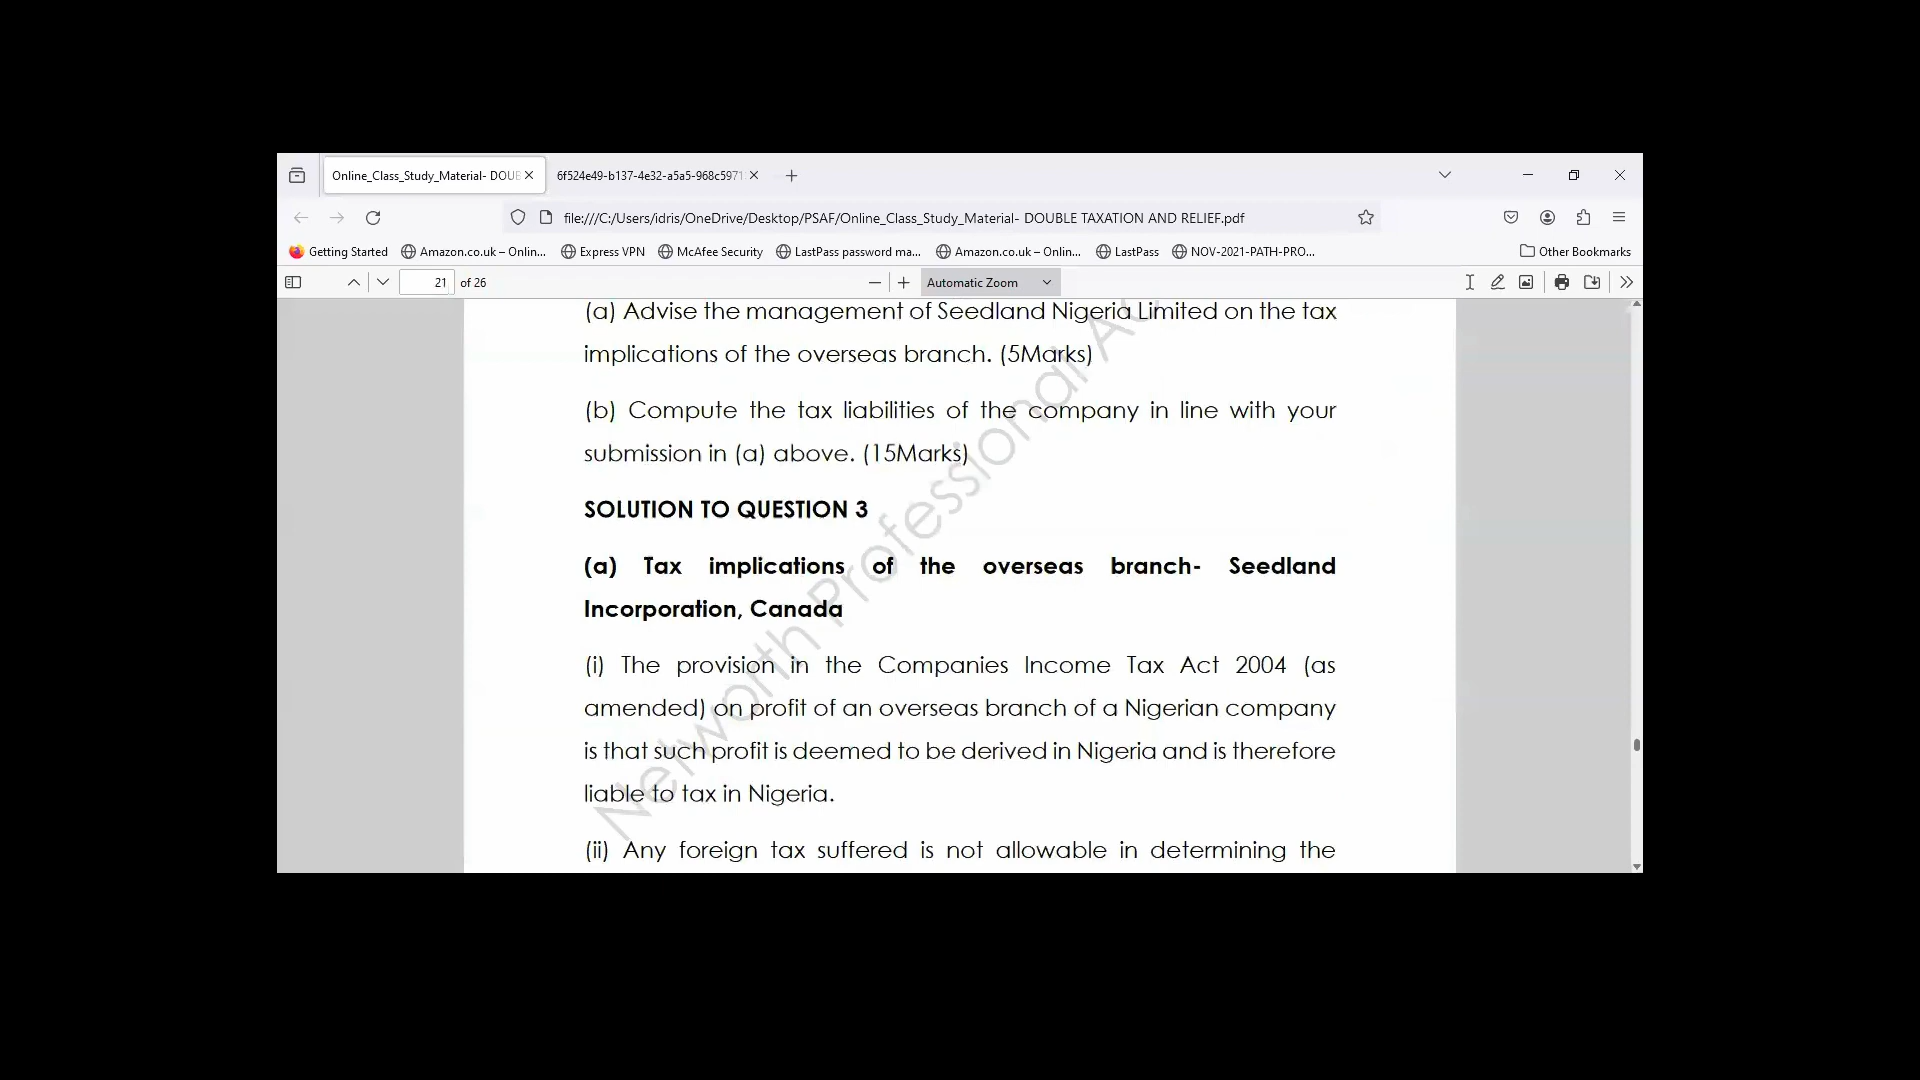 Online_Class_Study_Material- DOUB
6f524e49-b137-4e32-a5a5-968c5971
file:///C:/Users/idris/OneDrive/Desktop/PSAF/Online_Class_Study_Material- DOUBLE TAXATION AND RELIEF.pdf
Getting Started Amazon.co.uk – Onlin... Express VPN McAfee Security LastPass password ma... Amazon.co.uk – Onlin... LastPass NOV-2021-PATH-PRO... Other Bookmarks
21 of 26 Automatic Zoom
(a) Advise the management of Seedland Nigeria Limited on the tax
implications of the overseas branch. (5Marks)
(b) Compute the tax liabilities of the company in line with your
submission in (a) above. (15Marks)
SOLUTION TO QUESTION 3
(a) Tax implications of the overseas branch- Seedland
Incorporation, Canada
(i) The provision in the Companies Income Tax Act 2004 (as
amended) on profit of an overseas branch of a Nigerian company
is that such profit is deemed to be derived in Nigeria and is therefore
liable to tax in Nigeria.
(ii) Any foreign tax suffered is not allowable in determining the
Networth Professional Ac